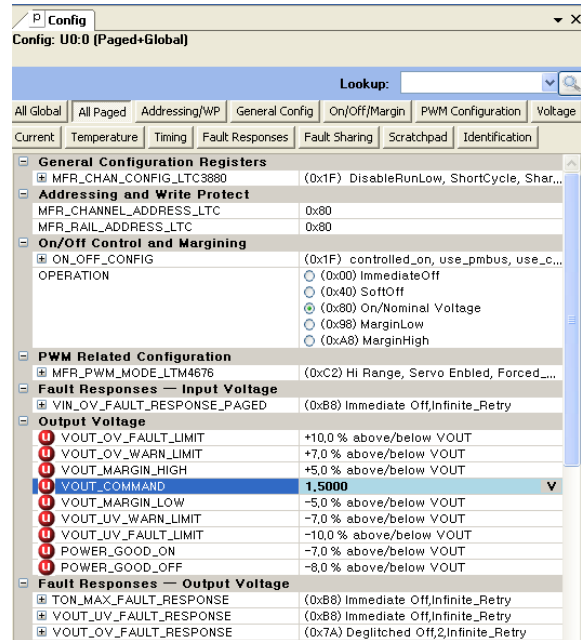 p Config
Config: U0:0 (Paged+Global)
Lookup:
All Global All Paged Addressing/WP General Config On/Off/Margin PWM Configuration Voltage
Current Temperature Timing Fault Responses Fault Sharing Scratchpad Identification
General Configuration Registers
MFR_CHAN_CONFIG_LTC3880 (0x1F) DisableRunLow, ShortCycle, Shar...
Addressing and Write Protect
MFR_CHANNEL_ADDRESS_LTC 0x80
MFR_RAIL_ADDRESS_LTC 0x80
On/Off Control and Margining
ON_OFF_CONFIG (0x1F) controlled_on, use_pmbus, use_c...
OPERATION (0x00) ImmediateOff
(0x40) SoftOff
(0x80) On/Nominal Voltage
(0x98) MarginLow
(0xA8) MarginHigh
PWM Related Configuration
MFR_PWM_MODE_LTM4676 (0xC2) Hi Range, Servo Enbled, Forced_...
Fault Responses — Input Voltage
VIN_OV_FAULT_RESPONSE_PAGED (0xB8) Immediate Off,Infinite_Retry
Output Voltage
U VOUT_OV_FAULT_LIMIT +10,0 % above/below VOUT
U VOUT_OV_WARN_LIMIT +7,0 % above/below VOUT
U VOUT_MARGIN_HIGH +5,0 % above/below VOUT
U VOUT_COMMAND 1,5000 V
U VOUT_MARGIN_LOW -5,0 % above/below VOUT
U VOUT_UV_WARN_LIMIT -7,0 % above/below VOUT
U VOUT_UV_FAULT_LIMIT -10,0 % above/below VOUT
U POWER_GOOD_ON -7,0 % above/below VOUT
U POWER_GOOD_OFF -8,0 % above/below VOUT
Fault Responses — Output Voltage
TON_MAX_FAULT_RESPONSE (0xB8) Immediate Off,Infinite_Retry
VOUT_UV_FAULT_RESPONSE (0xB8) Immediate Off,Infinite_Retry
VOUT_OV_FAULT_RESPONSE (0x7A) Deglitched Off,2,Infinite_Retry